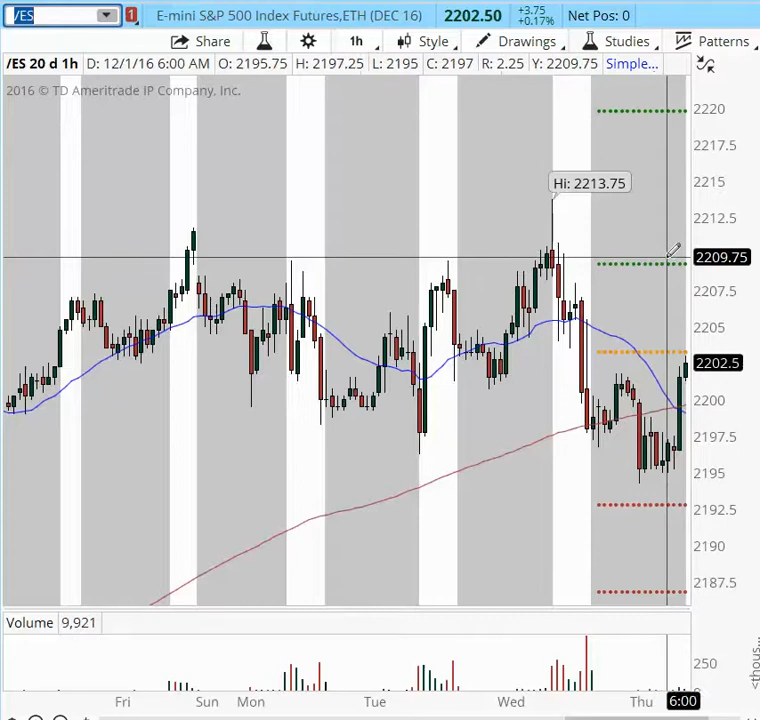 /ES 1 E-mini S&P 500 Index Futures,ETH (DEC 16) 2202.50 +3.75 +0.17% Net Pos: 0
Share 1h Style Drawings Studies Patterns
/ES 20 d 1h D: 12/1/16 6:00 AM O: 2195.75 H: 2197.25 L: 2195 C: 2197 R: 2.25 Y: 2209.75 Simple...
2016 © TD Ameritrade IP Company, Inc.
2220
2217.5
2215
Hi: 2213.75
2212.5
2209.75
2207.5
2205
2202.5
2200
2197.5
2195
2192.5
2190
2187.5
Volume 9,921
250
<thous...
Fri Sun Mon Tue Wed Thu 6:00